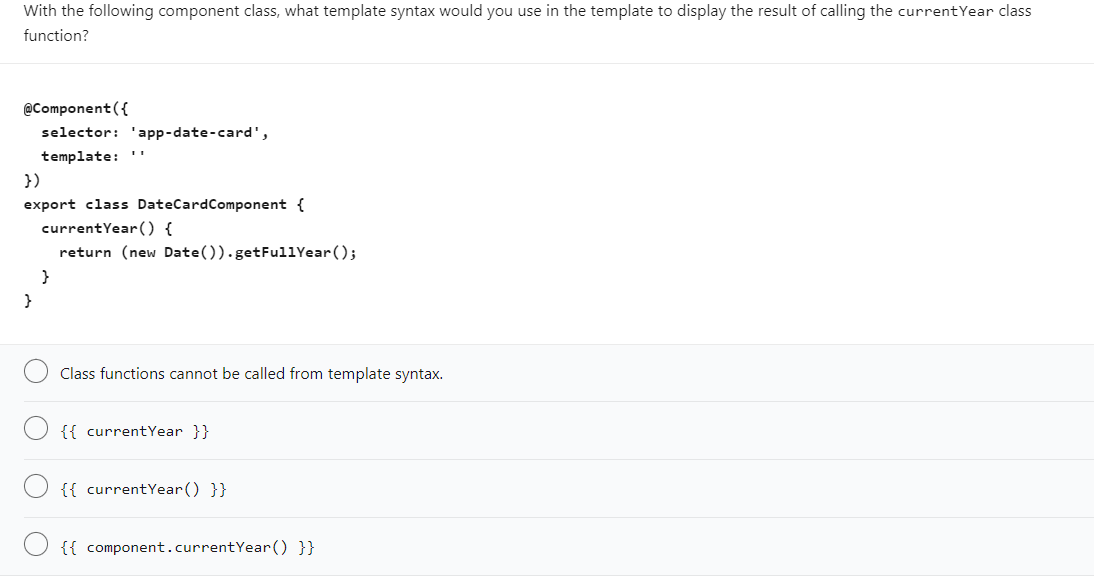 With the following component class, what template syntax would you use in the template to display the result of calling the currentYear class
function?
@Component({
selector: 'app-date-card',
template: ''
})
export class DateCardComponent {
currentYear() {
return (new Date()).getFullYear();
}
}
Class functions cannot be called from template syntax.
{{ currentYear }}
{{ currentYear() }}
{{ component.currentYear() }}